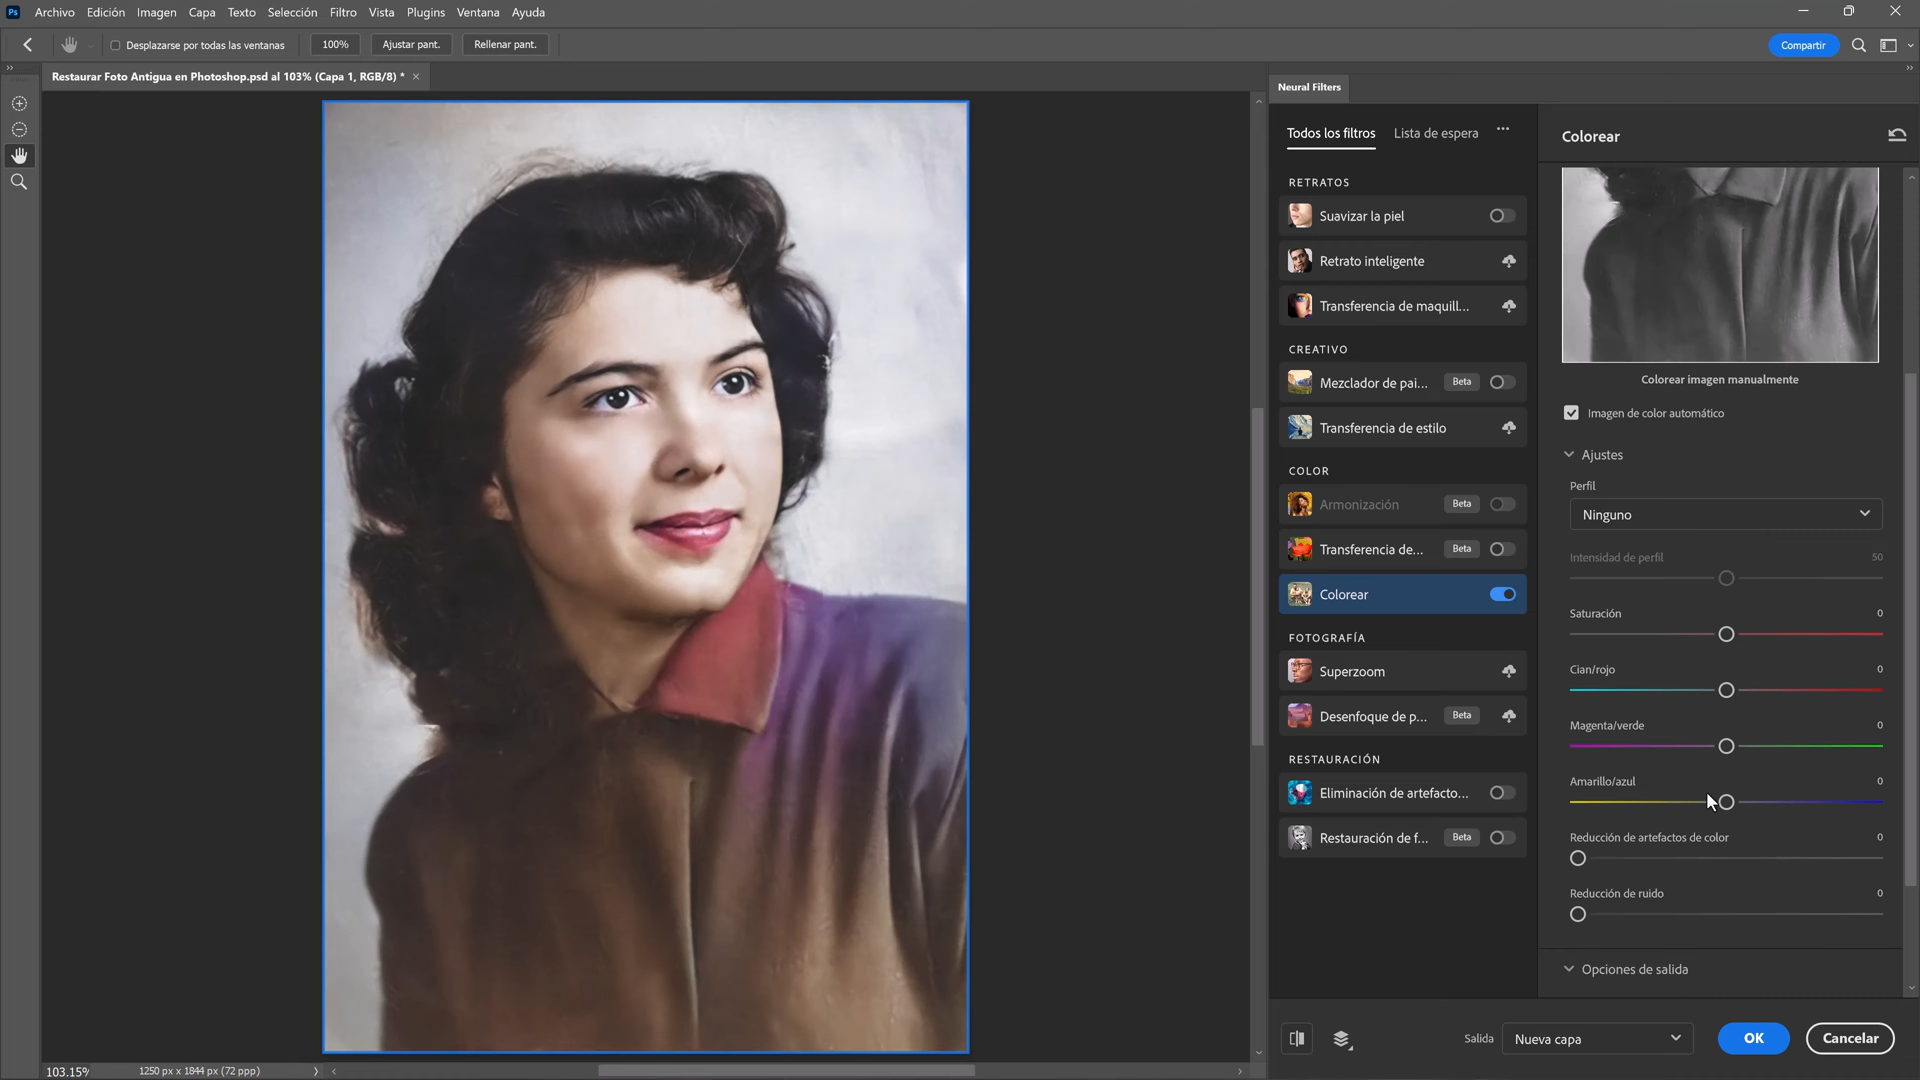 Ps Archivo Edición Imagen Capa Texto Selección Filtro Vista Plugins Ventana Ayuda
Desplazarse por todas las ventanas 100% Ajustar pant. Rellenar pant. Compartir
Restaurar Foto Antigua en Photoshop.psd al 103% (Capa 1, RGB/8) * ×
Neural Filters
Todos los filtros Lista de espera ···
RETRATOS
Suavizar la piel
Retrato inteligente
Transferencia de maquill...
CREATIVO
Mezclador de pai... Beta
Transferencia de estilo
COLOR
Armonización Beta
Transferencia de... Beta
Colorear
FOTOGRAFÍA
Superzoom
Desenfoque de p... Beta
RESTAURACIÓN
Eliminación de artefacto...
Restauración de f... Beta
Colorear
Colorear imagen manualmente
Imagen de color automático
Ajustes
Perfil
Ninguno
Intensidad de perfil 50
Saturación 0
Cian/rojo 0
Magenta/verde 0
Amarillo/azul 0
Reducción de artefactos de color 0
Reducción de ruido 0
Opciones de salida
Salida Nueva capa OK Cancelar
103.15% 1250 px x 1844 px (72 ppp)